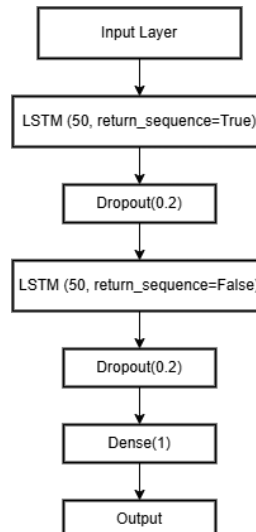 Input Layer
LSTM (50, return_sequence=True)
Dropout(0.2)
LSTM (50, return_sequence=False)
Dropout(0.2)
Dense(1)
Output